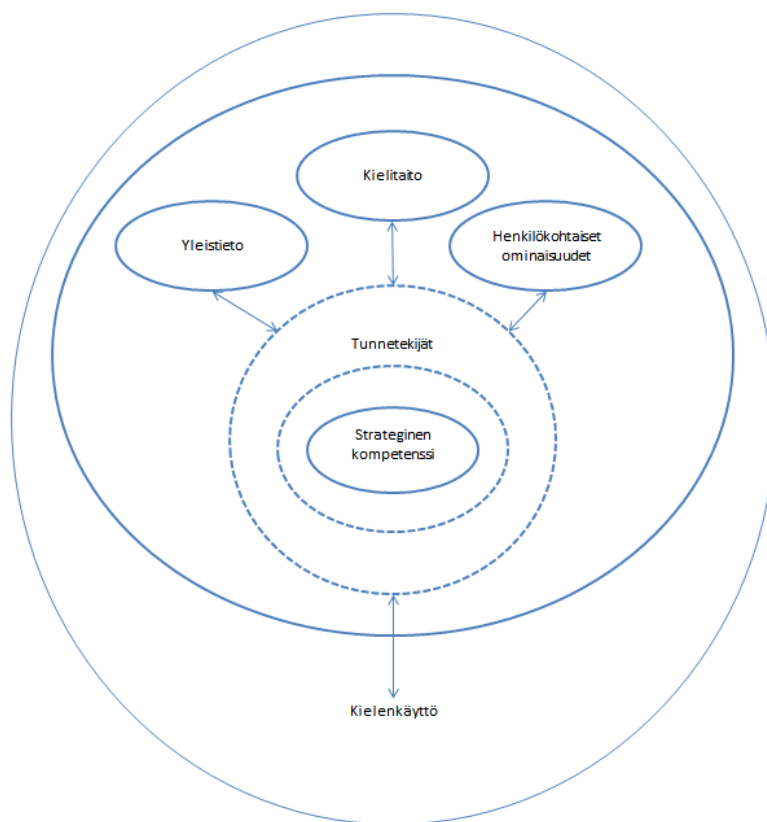 Kielitaito
Yleistieto
Henkilökohtaiset
ominaisuudet
Tunnetekijät
Strateginen
kompetenssi
Kielenkäyttö